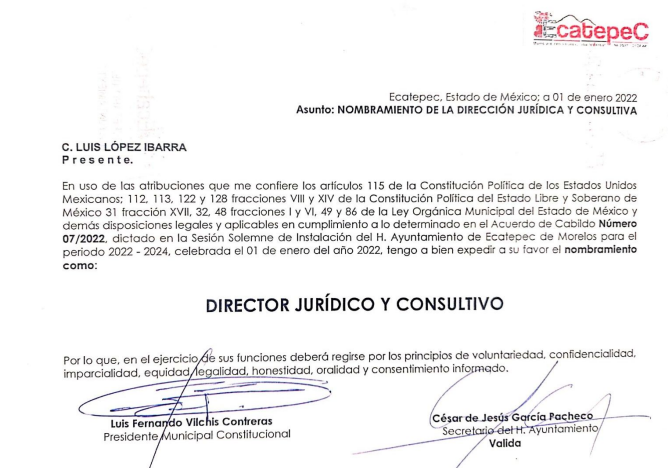 EcatepeC
Ecatepec, Estado de México; a 01 de enero 2022
Asunto: NOMBRAMIENTO DE LA DIRECCIÓN JURÍDICA Y CONSULTIVA
C. LUIS LÓPEZ IBARRA
P r e s e n t e.
En uso de las atribuciones que me confiere los artículos 115 de la Constitución Política de los Estados Unidos
Mexicanos; 112, 113, 122 y 128 fracciones VIII y XIV de la Constitución Política del Estado Libre y Soberano de
México 31 fracción XVII, 32, 48 fracciones I y VI, 49 y 86 de la Ley Orgánica Municipal del Estado de México y
demás disposiciones legales y aplicables en cumplimiento a lo determinado en el Acuerdo de Cabildo Número
07/2022, dictado en la Sesión Solemne de Instalación del H. Ayuntamiento de Ecatepec de Morelos para el
periodo 2022 - 2024, celebrada el 01 de enero del año 2022, tengo a bien expedir a su favor el nombramiento
como:
DIRECTOR JURÍDICO Y CONSULTIVO
Por lo que, en el ejercicio de sus funciones deberá regirse por los principios de voluntariedad, confidencialidad,
imparcialidad, equidad, legalidad, honestidad, oralidad y consentimiento informado.
Luis Fernando Vilchis Contreras
Presidente Municipal Constitucional
César de Jesús García Pacheco
Secretario del H. Ayuntamiento
Valida